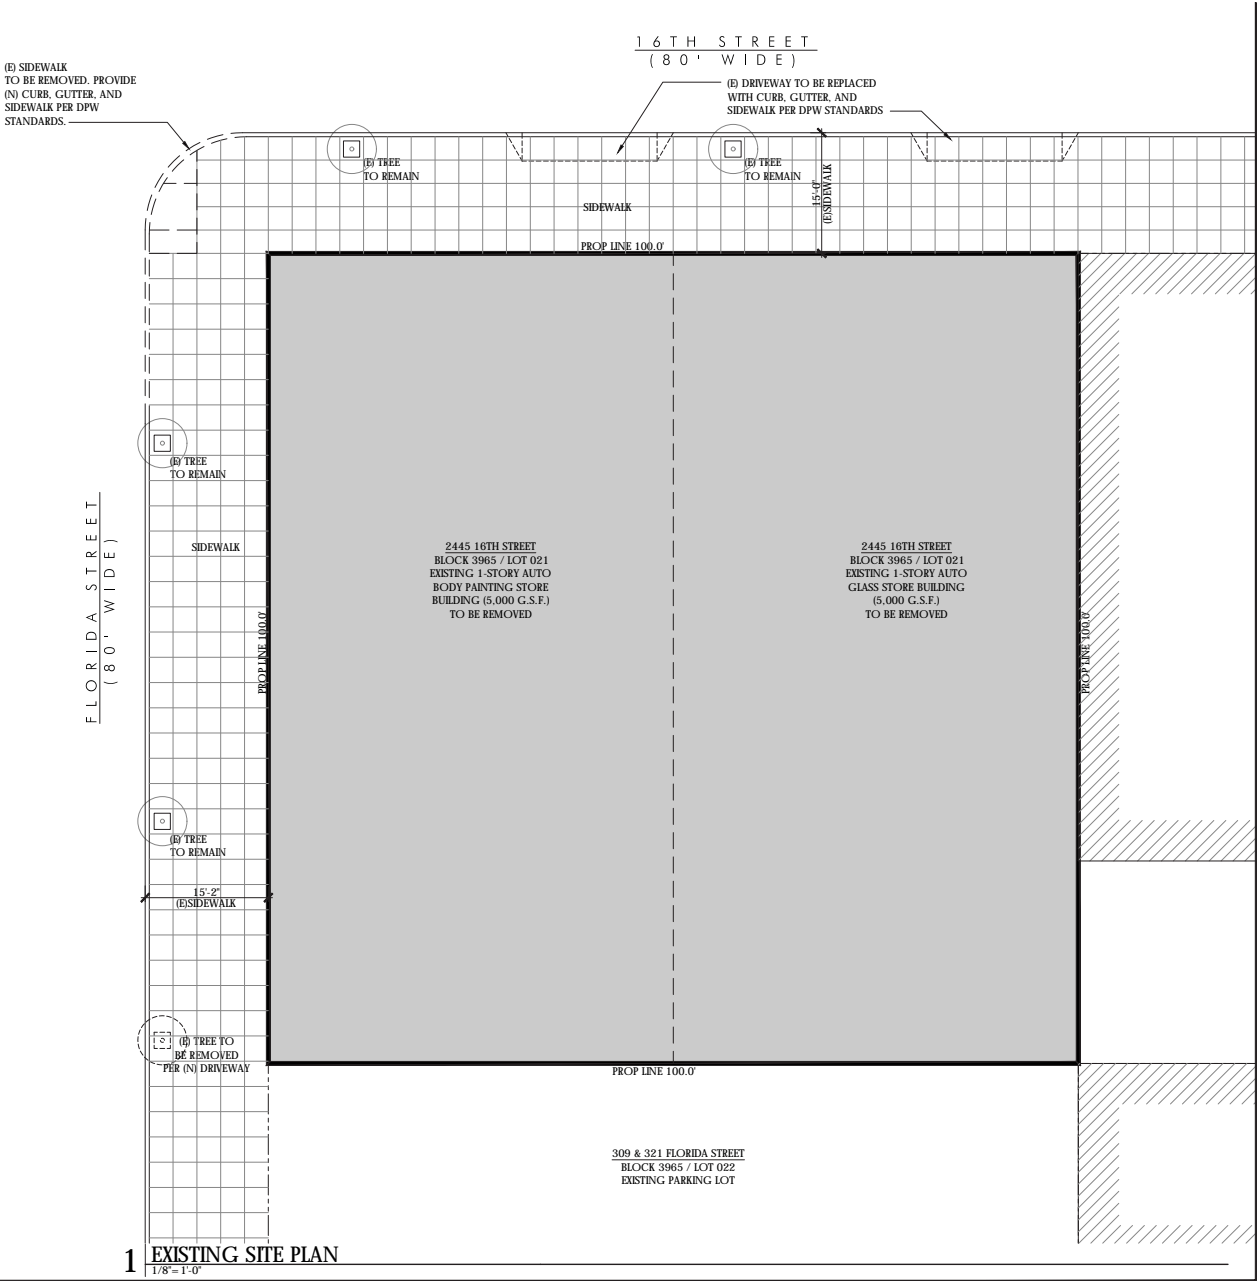 16TH STREET
(80' WIDE)
(E) SIDEWALK
TO BE REMOVED. PROVIDE
(N) CURB, GUTTER, AND
SIDEWALK PER DPW
STANDARDS.
(E) DRIVEWAY TO BE REPLACED
WITH CURB, GUTTER, AND
SIDEWALK PER DPW STANDARDS
(E) TREE
TO REMAIN
(E) TREE
TO REMAIN
15'-0"
(E)SIDEWALK
SIDEWALK
PROP LINE 100.0'
(E) TREE
TO REMAIN
FLORIDA STREET
(80' WIDE)
SIDEWALK
2445 16TH STREET
BLOCK 3965 / LOT 021
EXISTING 1-STORY AUTO
BODY PAINTING STORE
BUILDING (5,000 G.S.F.)
TO BE REMOVED
2445 16TH STREET
BLOCK 3965 / LOT 021
EXISTING 1-STORY AUTO
GLASS STORE BUILDING
(5,000 G.S.F.)
TO BE REMOVED
PROP LINE 100.0'
PROP LINE 100.0'
(E) TREE
TO REMAIN
15'-2"
(E)SIDEWALK
(E) TREE TO
BE REMOVED
PER (N) DRIVEWAY
PROP LINE 100.0'
309 & 321 FLORIDA STREET
BLOCK 3965 / LOT 022
EXISTING PARKING LOT
1 EXISTING SITE PLAN
1/8"=1'-0"